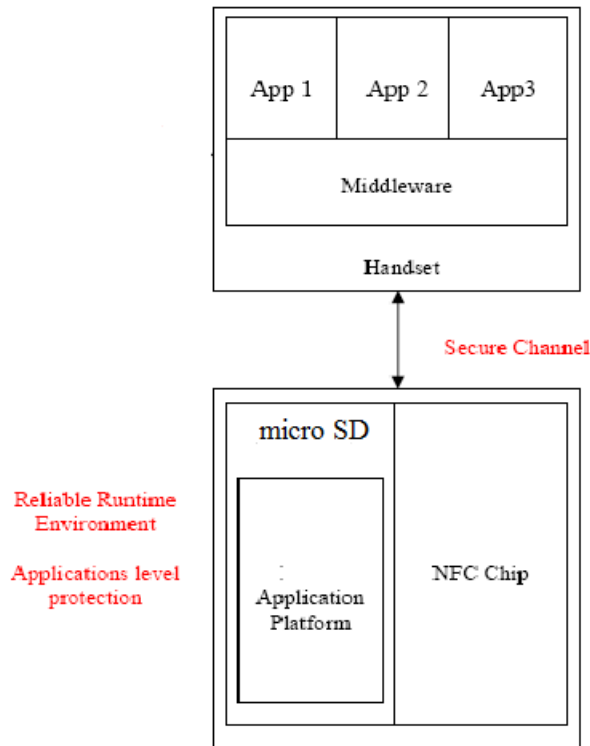 App 1
App 2
App3
Middleware
Handset
Secure Channel
micro SD
Reliable Runtime
Environment
Applications level
protection
:
Application
Platform
NFC Chip